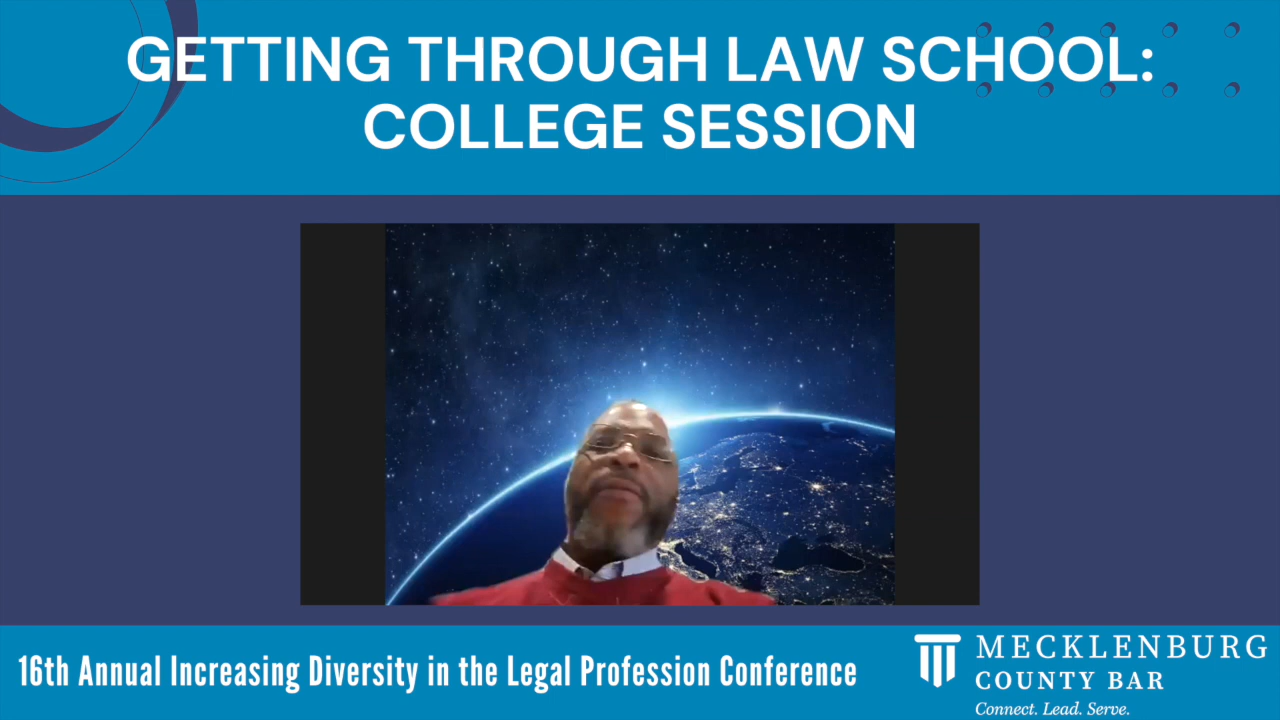 GETTING THROUGH LAW SCHOOL:
COLLEGE SESSION
16th Annual Increasing Diversity in the Legal Profession Conference
MECKLENBURG
COUNTY BAR
Connect. Lead. Serve.